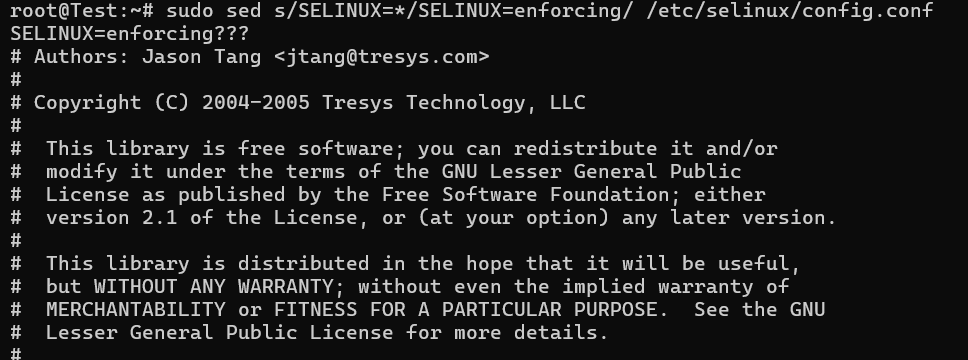 root@Test:~# sudo sed s/SELINUX=*/SELINUX=enforcing/ /etc/selinux/config.conf
SELINUX=enforcing???
# Authors: Jason Tang <jtang@tresys.com>
#
# Copyright (C) 2004-2005 Tresys Technology, LLC
#
#  This library is free software; you can redistribute it and/or
#  modify it under the terms of the GNU Lesser General Public
#  License as published by the Free Software Foundation; either
#  version 2.1 of the License, or (at your option) any later version.
#
#  This library is distributed in the hope that it will be useful,
#  but WITHOUT ANY WARRANTY; without even the implied warranty of
#  MERCHANTABILITY or FITNESS FOR A PARTICULAR PURPOSE.  See the GNU
#  Lesser General Public License for more details.
#